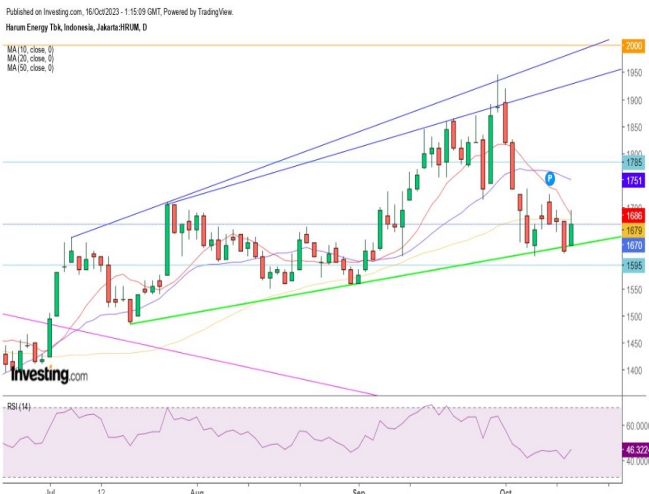 Published on Investing.com, 16/Oct/2023 - 1:15:09 GMT, Powered by TradingView.
Harum Energy Tbk, Indonesia, Jakarta:HRUM, D
MA (10, close, 0)
MA (20, close, 0)
MA (50, close, 0)
2000
1950
1900
1850
1800
1785
1751
1700
1686
1679
1670
1595
1550
1500
1450
1400
P
Investing.com
RSI (14)
60.0000
46.3224
40.0000
Jul
12
Aug
Sep
Oct